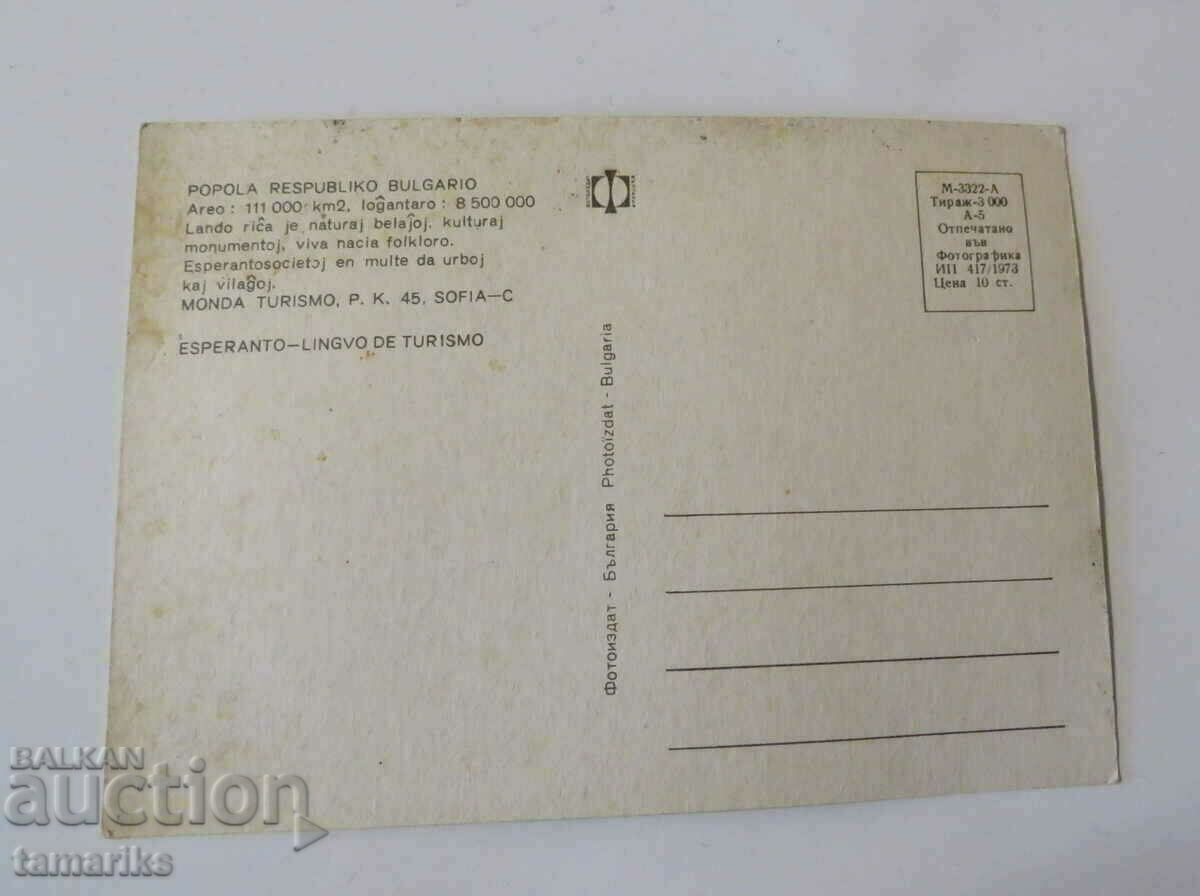 POPOLA RESPUBLIKO BULGARIO
Areo : 111 000 km2, loĝantaro : 8 500 000
Lando riĉa je naturaj belaĵoj, kulturaj
monumentoj, viva nacia folkloro.
Esperantosocietoj en multe da urboj
kaj vilaĝoj.
MONDA TURISMO, P. K. 45, SOFIA—C
ESPERANTO—LINGVO DE TURISMO
Фотоиздат - България Photoizdat - Bulgaria
М-3322-А
Тираж-3 000
А-5
Отпечатано
във
Фотографика
ИП 417/1973
Цена 10 ст.
BALKAN
auction
tamariks